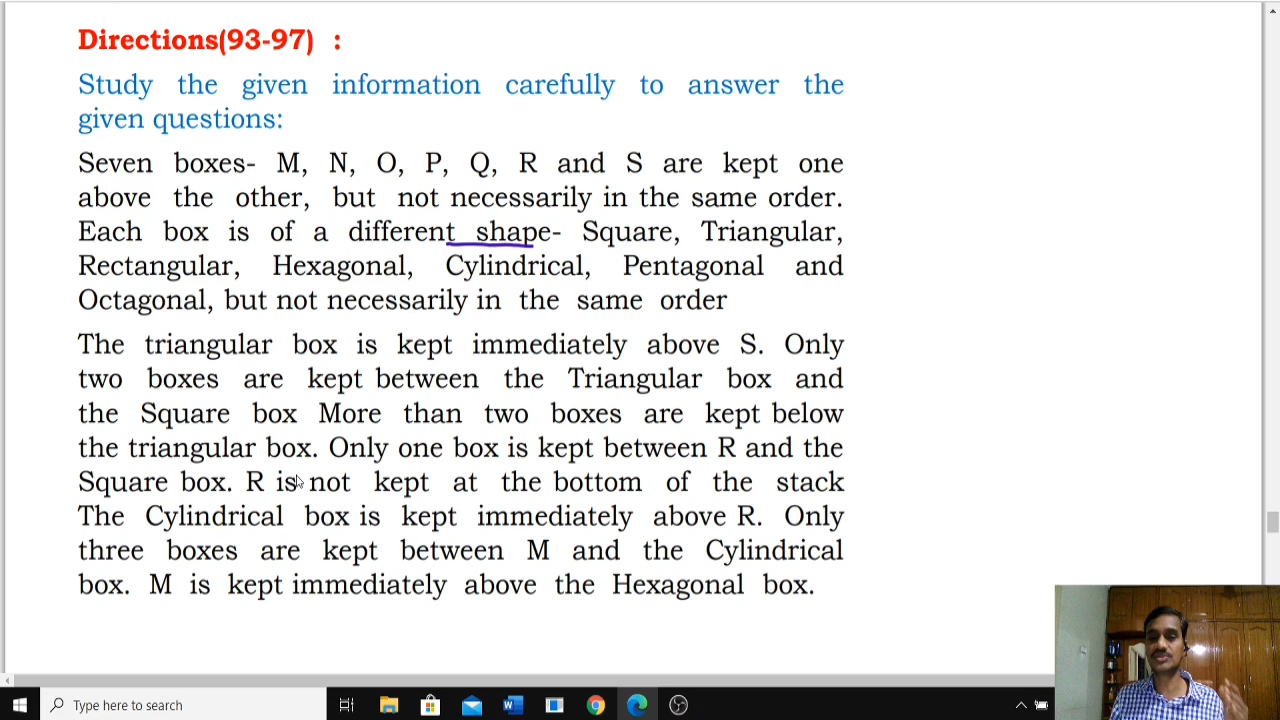 Directions(93-97) :
Study the given information carefully to answer the
given questions:
Seven boxes- M, N, O, P, Q, R and S are kept one
above the other, but not necessarily in the same order.
Each box is of a different shape- Square, Triangular,
Rectangular, Hexagonal, Cylindrical, Pentagonal and
Octagonal, but not necessarily in the same order
The triangular box is kept immediately above S. Only
two boxes are kept between the Triangular box and
the Square box More than two boxes are kept below
the triangular box. Only one box is kept between R and the
Square box. R is not kept at the bottom of the stack
The Cylindrical box is kept immediately above R. Only
three boxes are kept between M and the Cylindrical
box. M is kept immediately above the Hexagonal box.
Type here to search